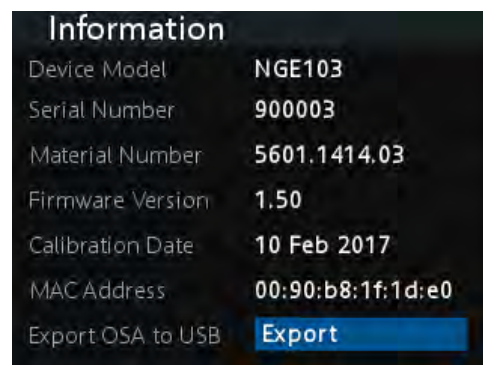 Information
Device Model NGE103
Serial Number 900003
Material Number 5601.1414.03
Firmware Version 1.50
Calibration Date 10 Feb 2017
MAC Address 00:90:b8:1f:1d:e0
Export OSA to USB Export